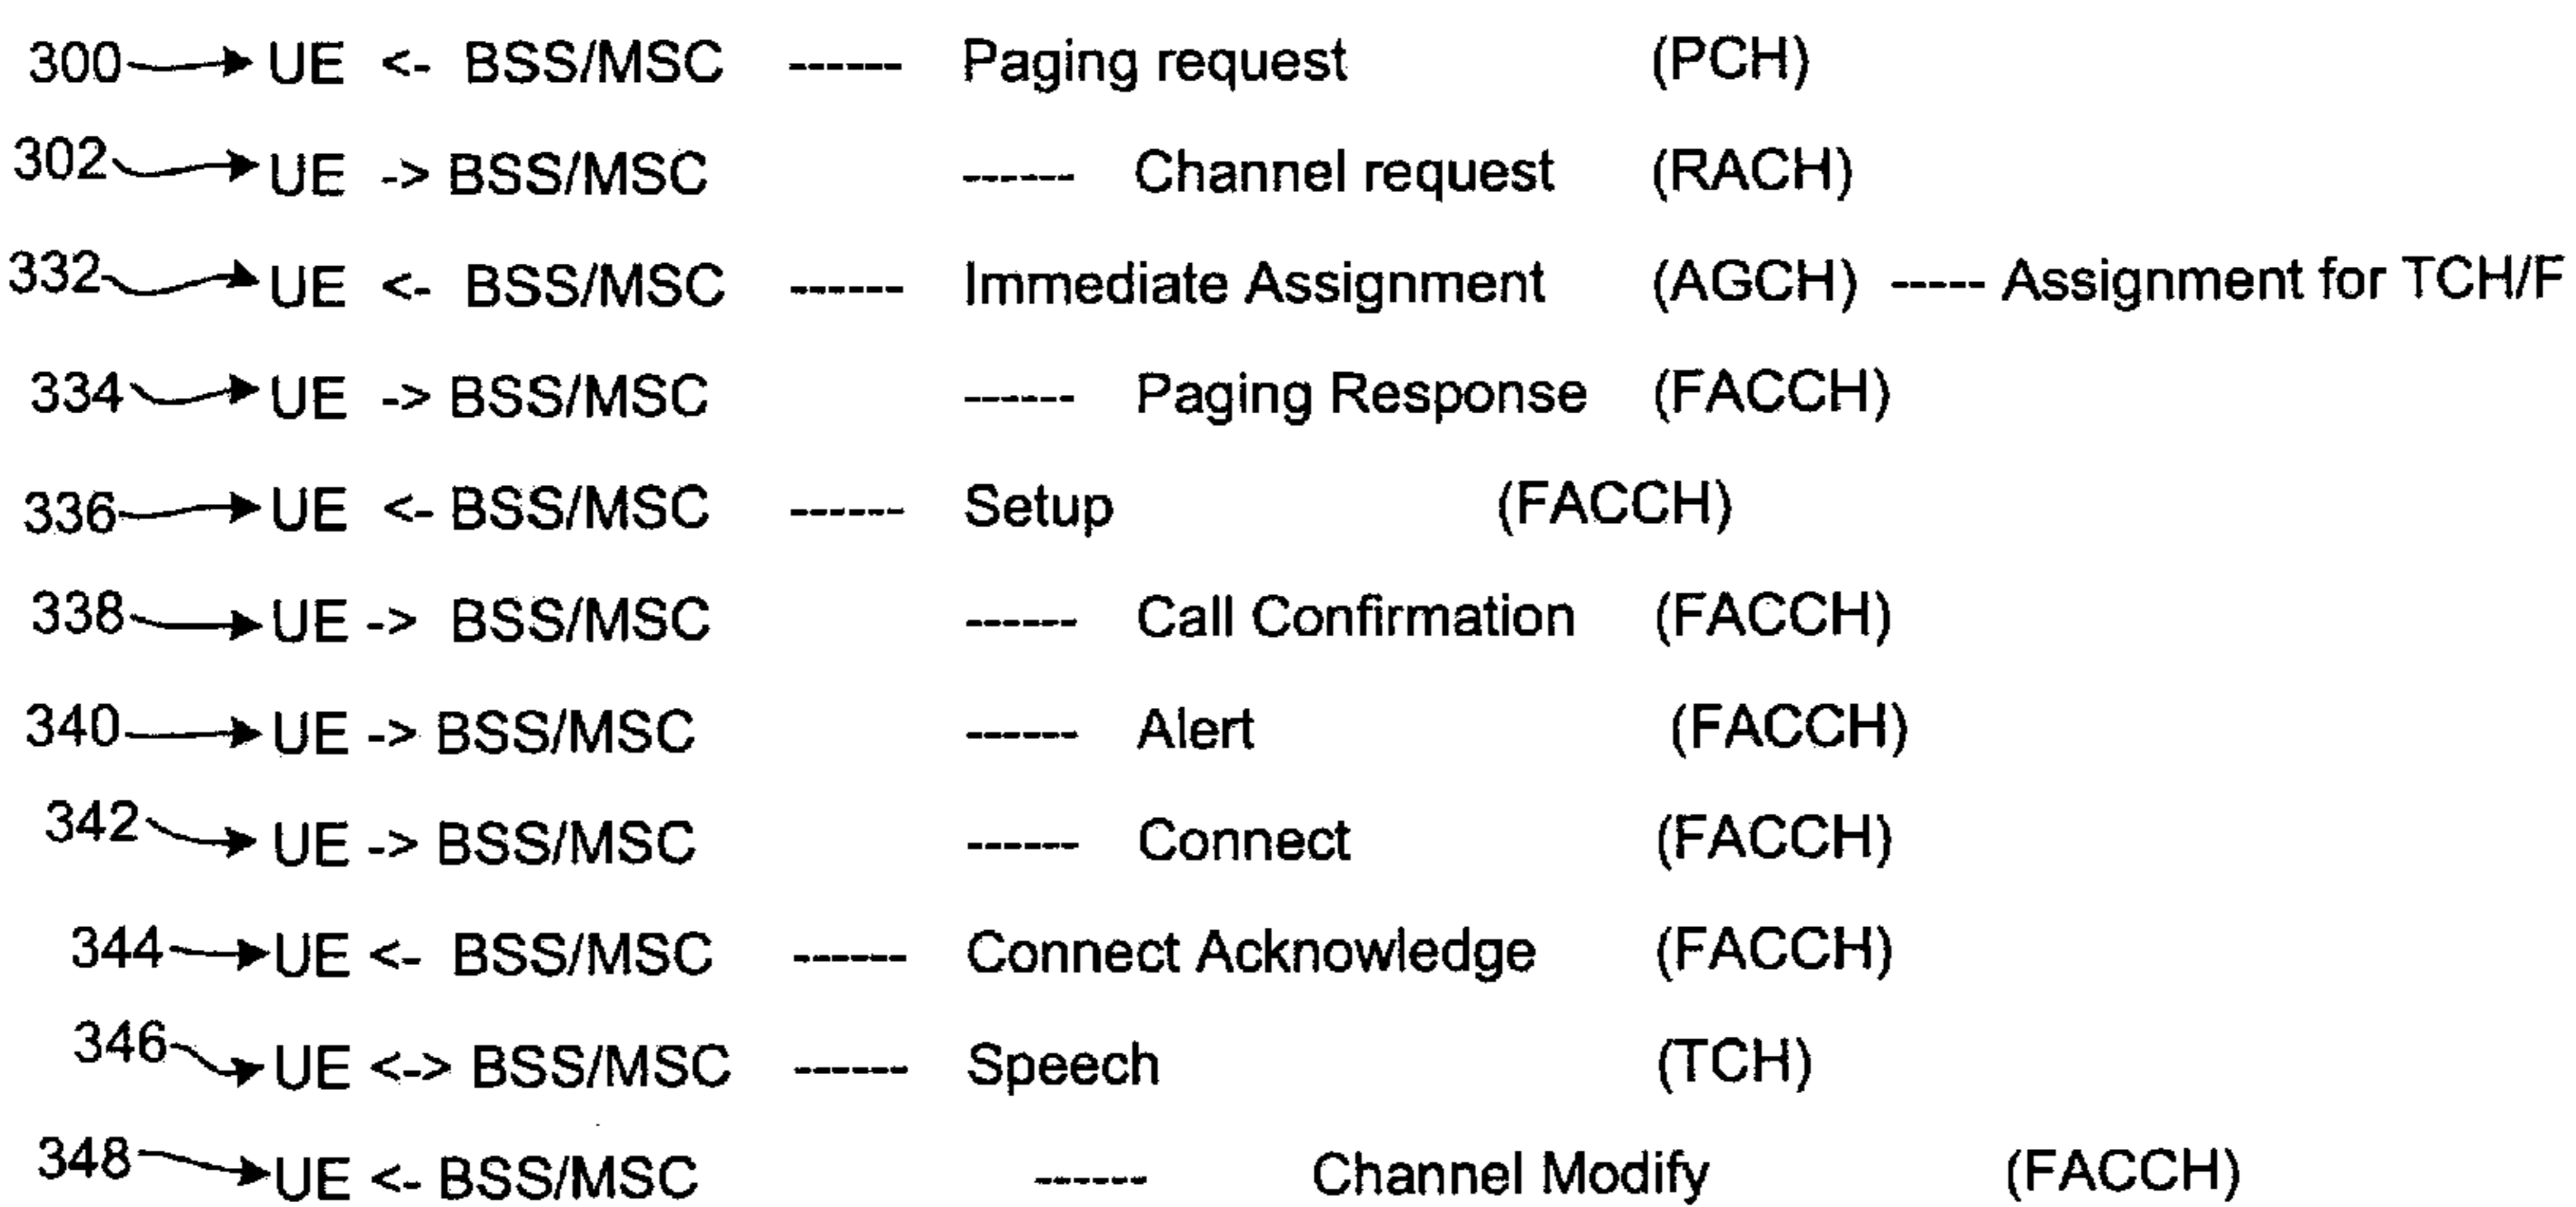 300 UE <- BSS/MSC ------ Paging request (PCH)
302 UE -> BSS/MSC ------ Channel request (RACH)
332 UE <- BSS/MSC ------ Immediate Assignment (AGCH) ----- Assignment for TCH/F
334 UE -> BSS/MSC ------ Paging Response (FACCH)
336 UE <- BSS/MSC ------ Setup (FACCH)
338 UE -> BSS/MSC ------ Call Confirmation (FACCH)
340 UE -> BSS/MSC ------ Alert (FACCH)
342 UE -> BSS/MSC ------ Connect (FACCH)
344 UE <- BSS/MSC ------ Connect Acknowledge (FACCH)
346 UE <-> BSS/MSC ------ Speech (TCH)
348 UE <- BSS/MSC ------ Channel Modify (FACCH)